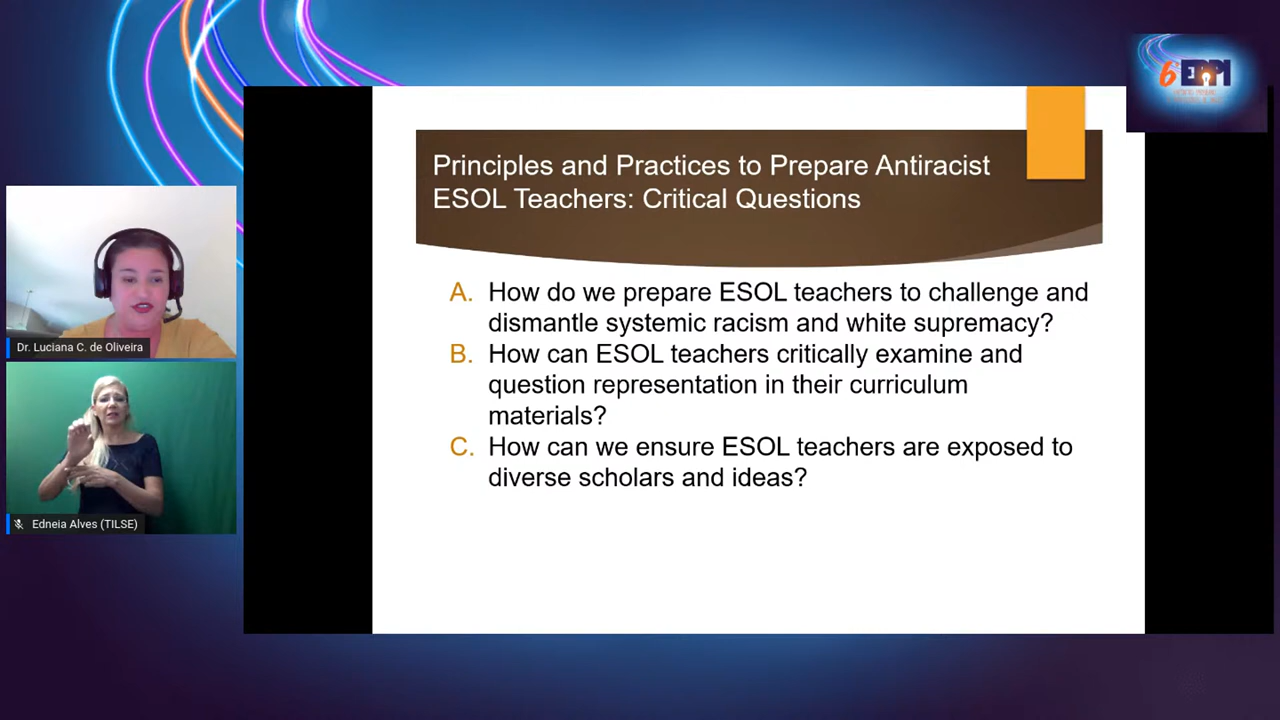 6º EPPI
Principles and Practices to Prepare Antiracist
ESOL Teachers: Critical Questions
A. How do we prepare ESOL teachers to challenge and
dismantle systemic racism and white supremacy?
B. How can ESOL teachers critically examine and
question representation in their curriculum
materials?
C. How can we ensure ESOL teachers are exposed to
diverse scholars and ideas?
Dr. Luciana C. de Oliveira
Edneia Alves (TILSE)